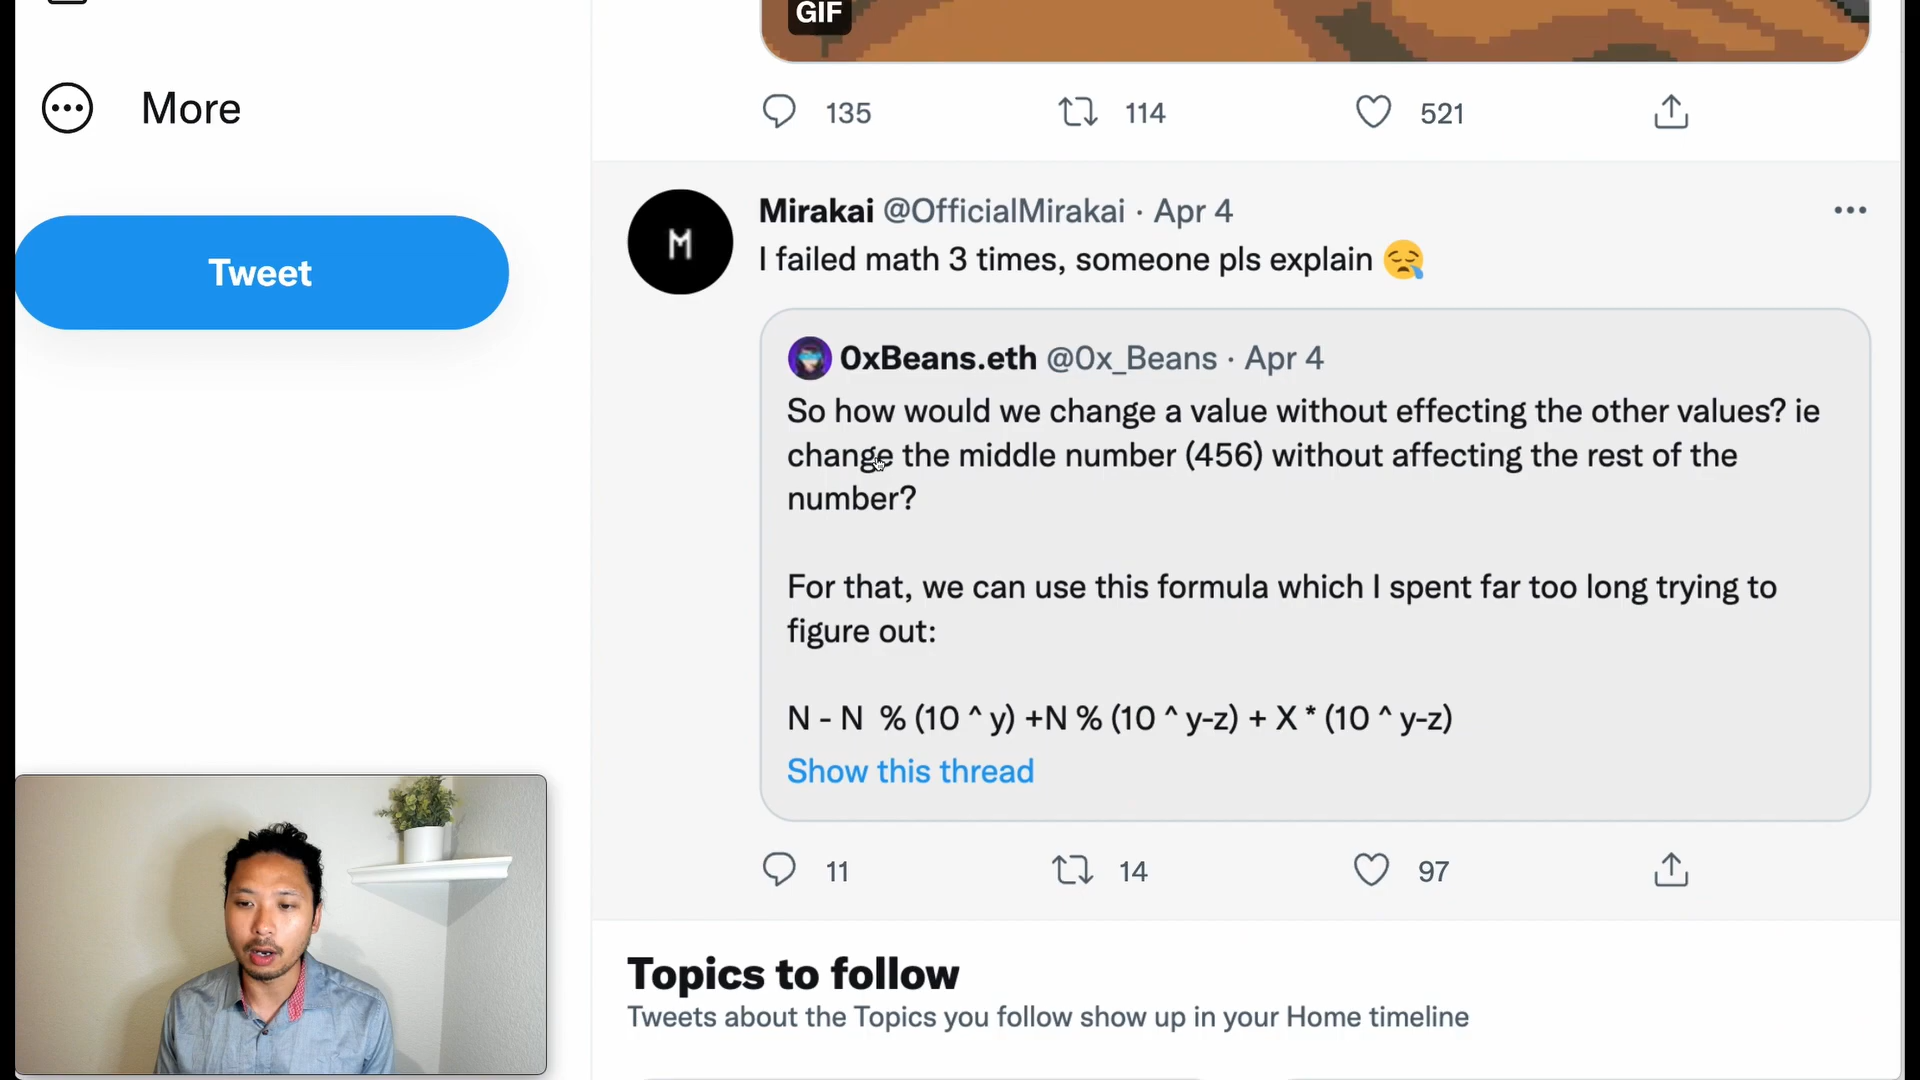 GIF
135 114 521
More
Tweet
M
Mirakai @OfficialMirakai · Apr 4
I failed math 3 times, someone pls explain 😪
0xBeans.eth @0x_Beans · Apr 4
So how would we change a value without effecting the other values? ie
change the middle number (456) without affecting the rest of the
number?
For that, we can use this formula which I spent far too long trying to
figure out:
N - N % (10 ^ y) +N % (10 ^ y-z) + X * (10 ^ y-z)
Show this thread
11 14 97
Topics to follow
Tweets about the Topics you follow show up in your Home timeline